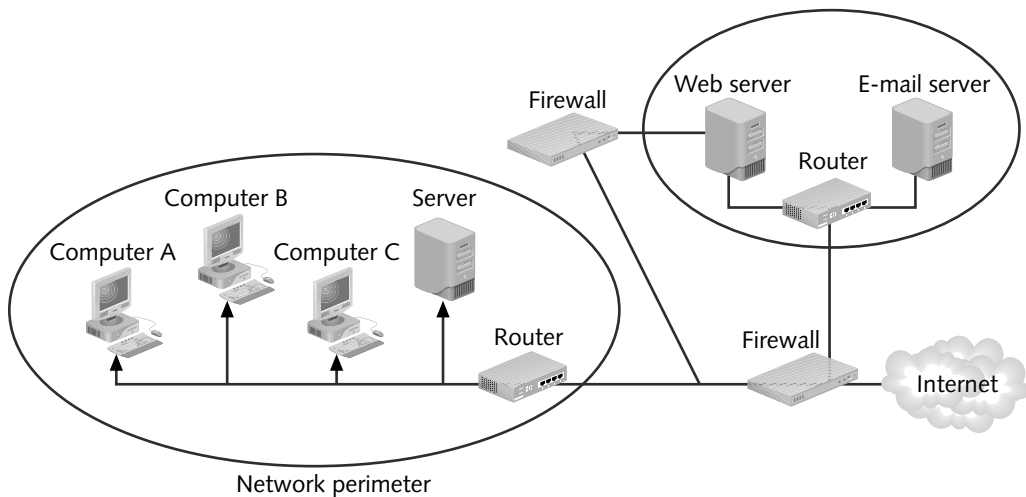 Web server
E-mail server
Firewall
Router
Computer B
Server
Computer A
Computer C
Router
Firewall
Internet
Network perimeter